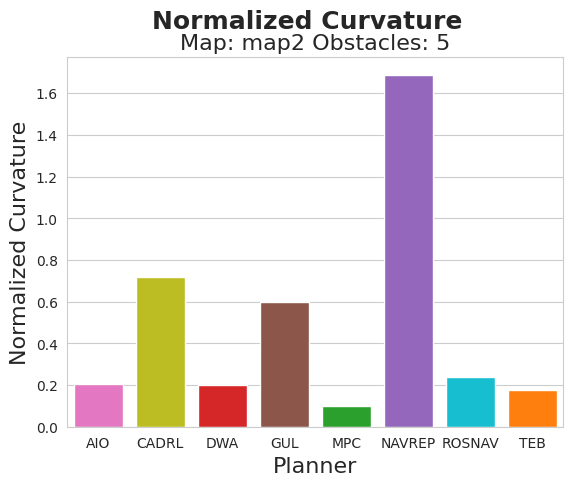 Normalized Curvature
Map: map2 Obstacles: 5
Normalized Curvature
1.6
1.4
1.2
1.0
0.8
0.6
0.4
0.2
0.0
AIO CADRL DWA GUL MPC NAVREP ROSNAV TEB
Planner